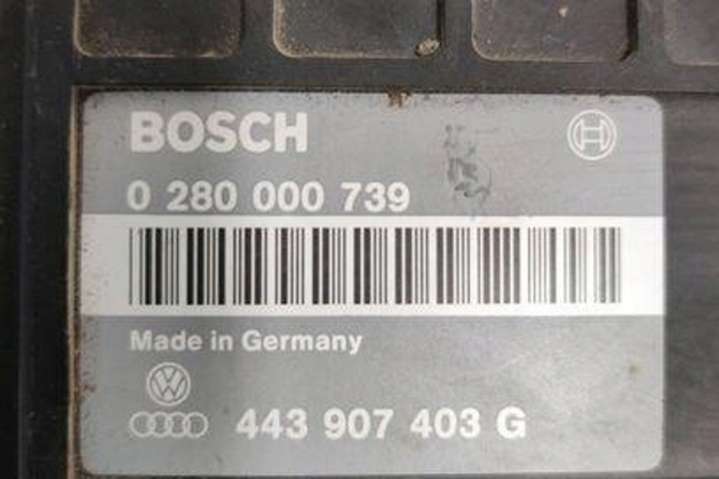 BOSCH
0 280 000 739
Made in Germany
443 907 403 G